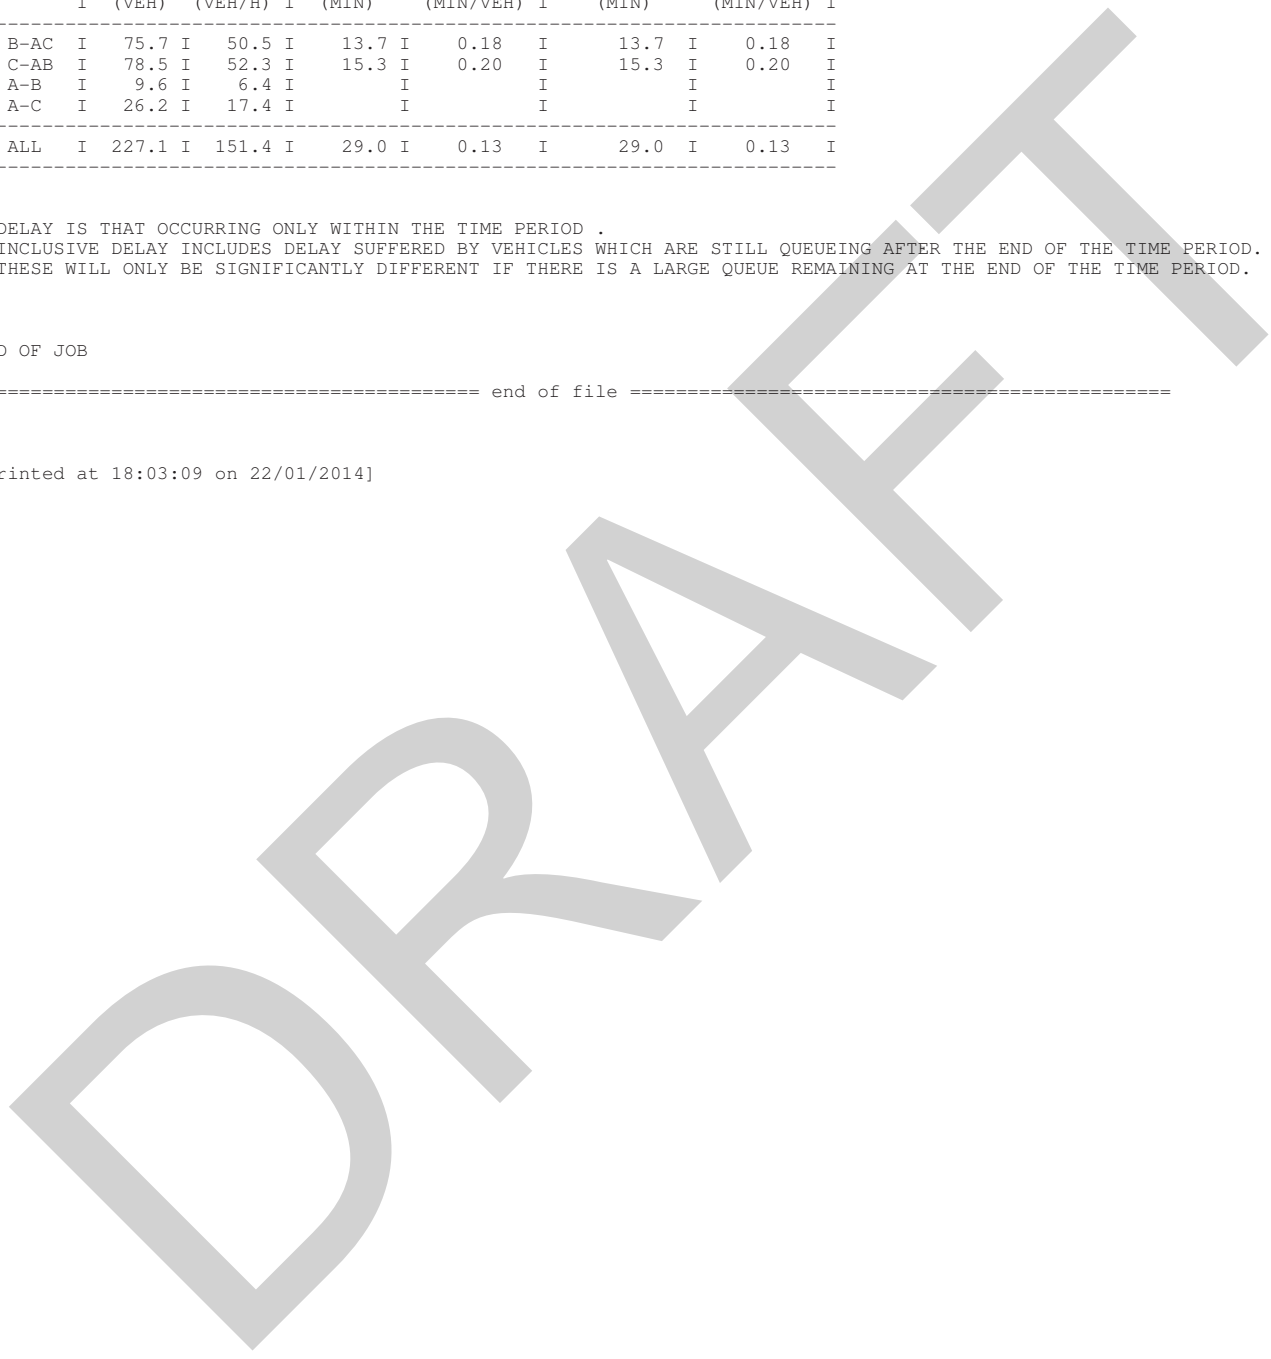 I (VEH) (VEH/H) I (MIN) (MIN/VEH) I (MIN) (MIN/VEH) I
--------------------------------------------------------------------------
B-AC I 75.7 I 50.5 I 13.7 I 0.18 I 13.7 I 0.18 I
C-AB I 78.5 I 52.3 I 15.3 I 0.20 I 15.3 I 0.20 I
A-B I 9.6 I 6.4 I I I I I
A-C I 26.2 I 17.4 I I I I I
--------------------------------------------------------------------------
ALL I 227.1 I 151.4 I 29.0 I 0.13 I 29.0 I 0.13 I
--------------------------------------------------------------------------
DELAY IS THAT OCCURRING ONLY WITHIN THE TIME PERIOD .
INCLUSIVE DELAY INCLUDES DELAY SUFFERED BY VEHICLES WHICH ARE STILL QUEUEING AFTER THE END OF THE TIME PERIOD.
THESE WILL ONLY BE SIGNIFICANTLY DIFFERENT IF THERE IS A LARGE QUEUE REMAINING AT THE END OF THE TIME PERIOD.
D OF JOB
========================================== end of file ===============================================
rinted at 18:03:09 on 22/01/2014]
DRAFT